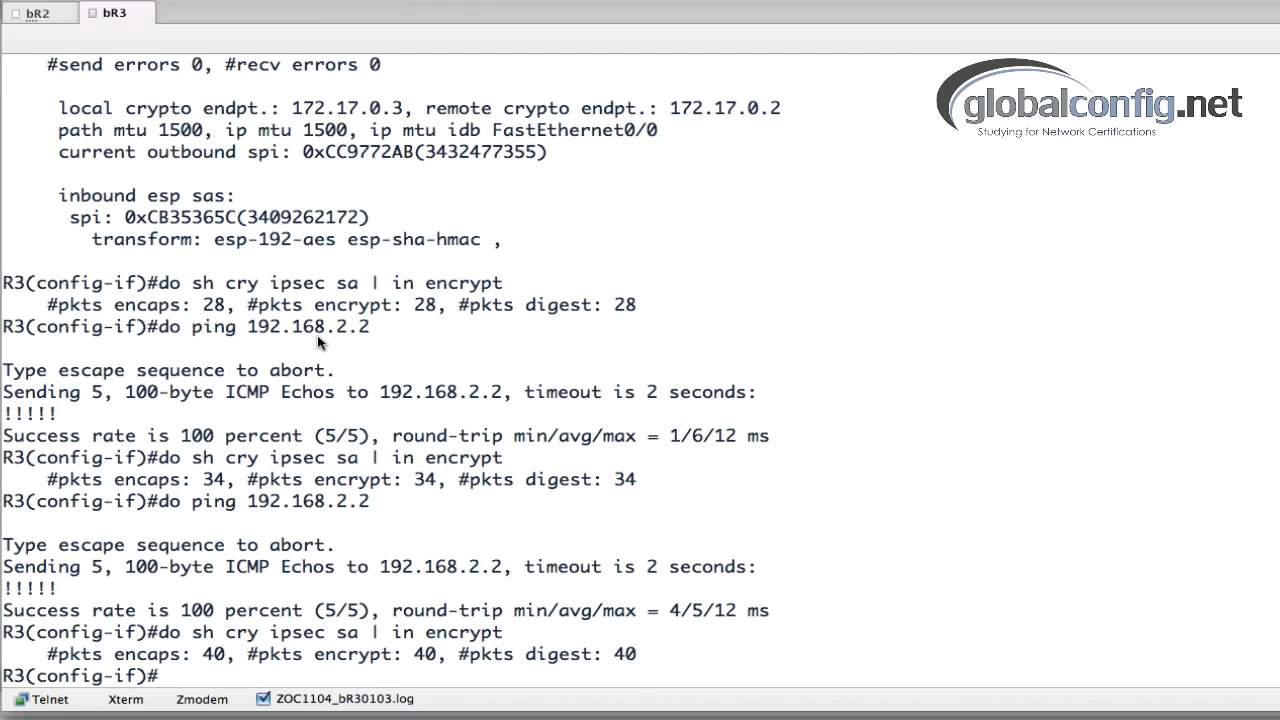 bR2
bR3
#send errors 0, #recv errors 0
globalconfig.net
Studying for Network Certifications
local crypto endpt.: 172.17.0.3, remote crypto endpt.: 172.17.0.2
path mtu 1500, ip mtu 1500, ip mtu idb FastEthernet0/0
current outbound spi: 0xCC9772AB(3432477355)
inbound esp sas:
spi: 0xCB35365C(3409262172)
transform: esp-192-aes esp-sha-hmac ,
R3(config-if)#do sh cry ipsec sa | in encrypt
#pkts encaps: 28, #pkts encrypt: 28, #pkts digest: 28
R3(config-if)#do ping 192.168.2.2
Type escape sequence to abort.
Sending 5, 100-byte ICMP Echos to 192.168.2.2, timeout is 2 seconds:
!!!!!
Success rate is 100 percent (5/5), round-trip min/avg/max = 1/6/12 ms
R3(config-if)#do sh cry ipsec sa | in encrypt
#pkts encaps: 34, #pkts encrypt: 34, #pkts digest: 34
R3(config-if)#do ping 192.168.2.2
Type escape sequence to abort.
Sending 5, 100-byte ICMP Echos to 192.168.2.2, timeout is 2 seconds:
!!!!!
Success rate is 100 percent (5/5), round-trip min/avg/max = 4/5/12 ms
R3(config-if)#do sh cry ipsec sa | in encrypt
#pkts encaps: 40, #pkts encrypt: 40, #pkts digest: 40
R3(config-if)#
Telnet Xterm Zmodem ZOC1104_bR30103.log